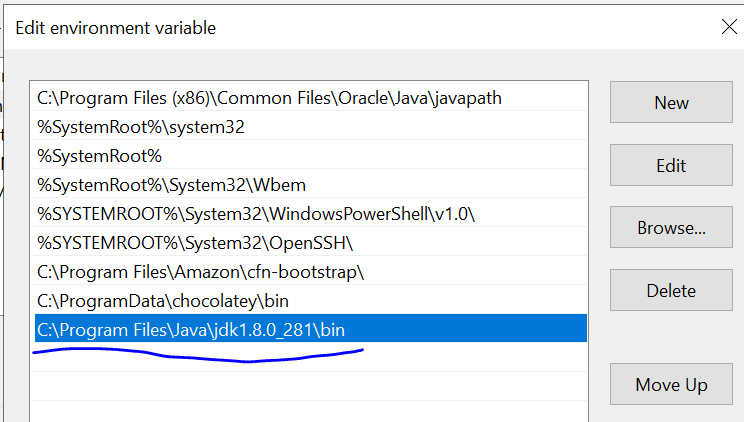 Edit environment variable
C:\Program Files (x86)\Common Files\Oracle\Java\javapath
New
%SystemRoot%\system32
%SystemRoot%
Edit
%SystemRoot%\System32\Wbem
%SYSTEMROOT%\System32\WindowsPowerShell\v1.0\
Browse...
%SYSTEMROOT%\System32\OpenSSH\
C:\Program Files\Amazon\cfn-bootstrap\
Delete
C:\ProgramData\chocolatey\bin
C:\Program Files\Java\jdk1.8.0_281\bin
Move Up